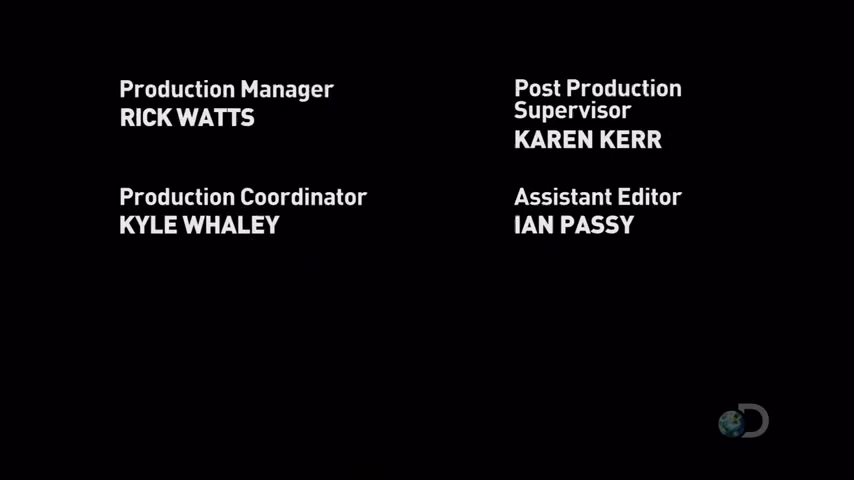 Production Manager
RICK WATTS
Post Production
Supervisor
KAREN KERR
Production Coordinator
KYLE WHALEY
Assistant Editor
IAN PASSY